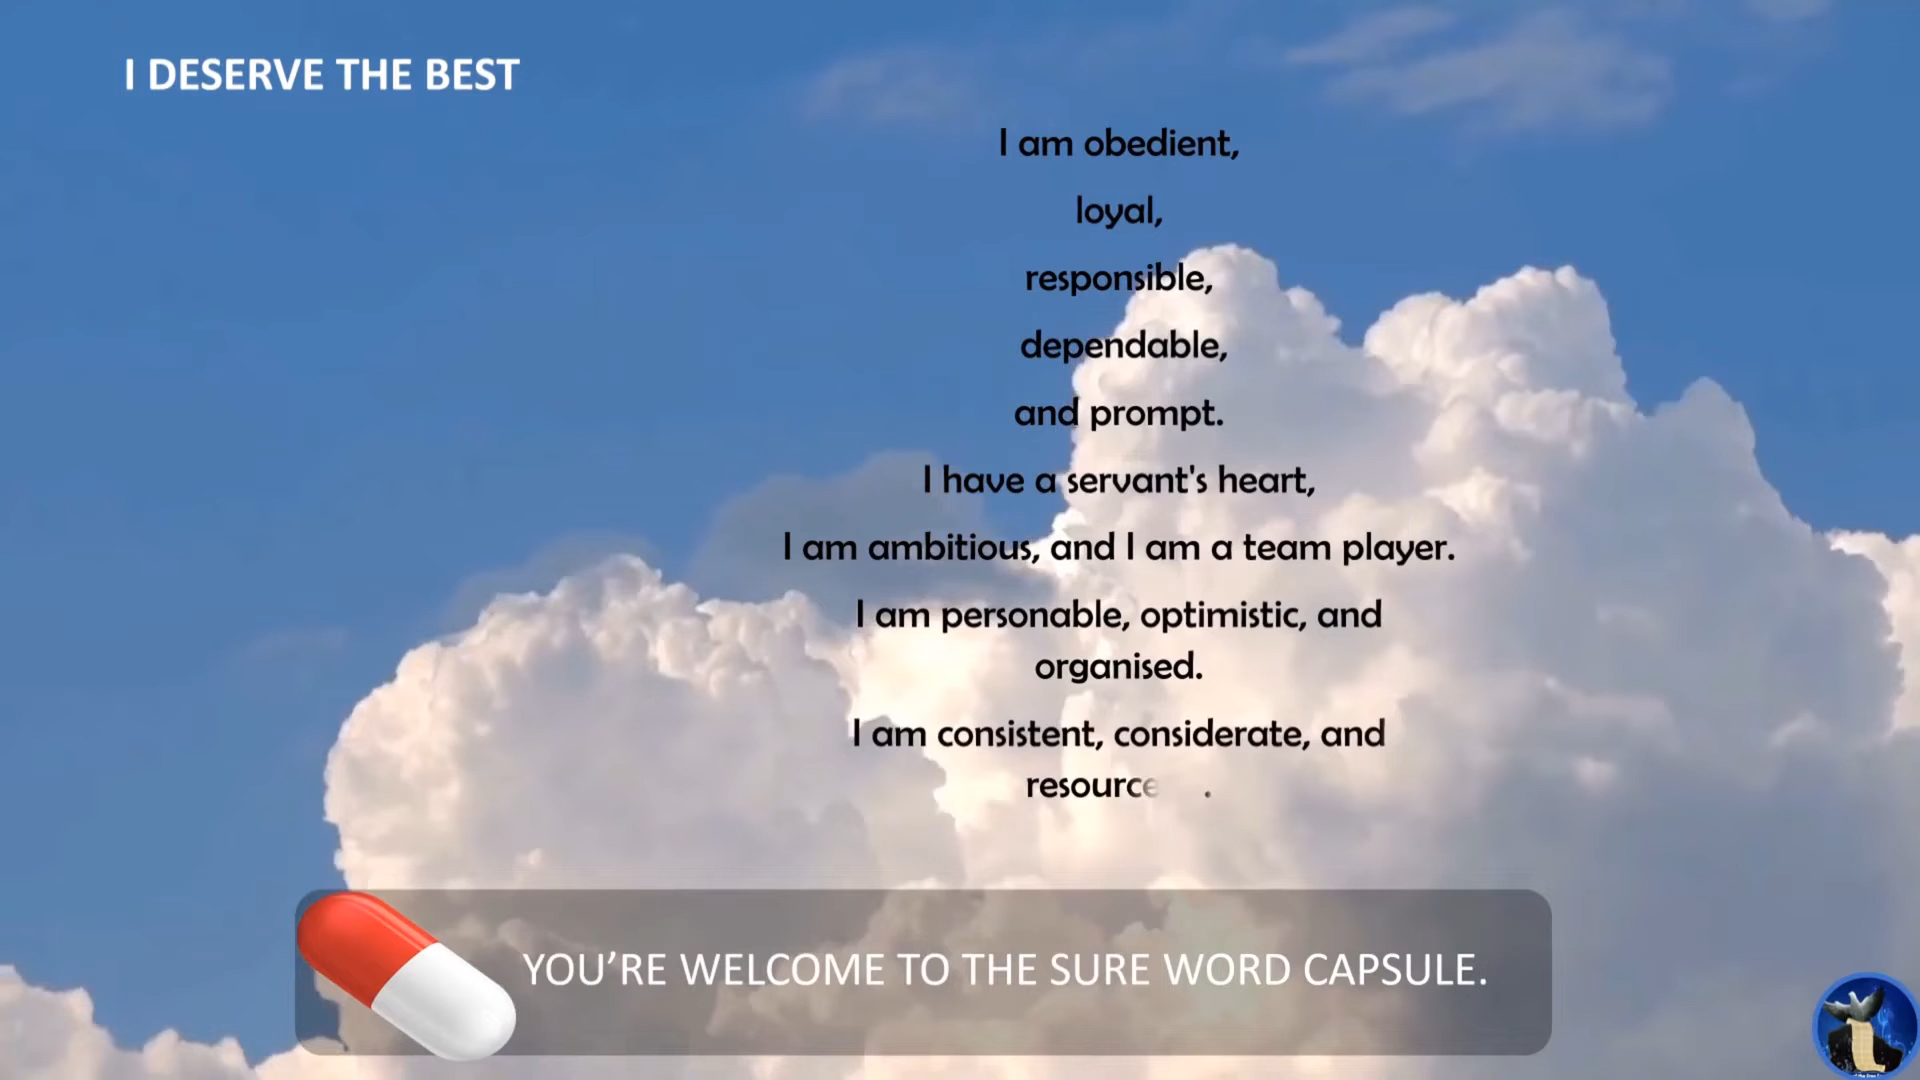 I DESERVE THE BEST
I am obedient,
loyal,
responsible,
dependable,
and prompt.
I have a servant's heart,
I am ambitious, and I am a team player.
I am personable, optimistic, and
organised.
I am consistent, considerate, and
resource .
YOU’RE WELCOME TO THE SURE WORD CAPSULE.